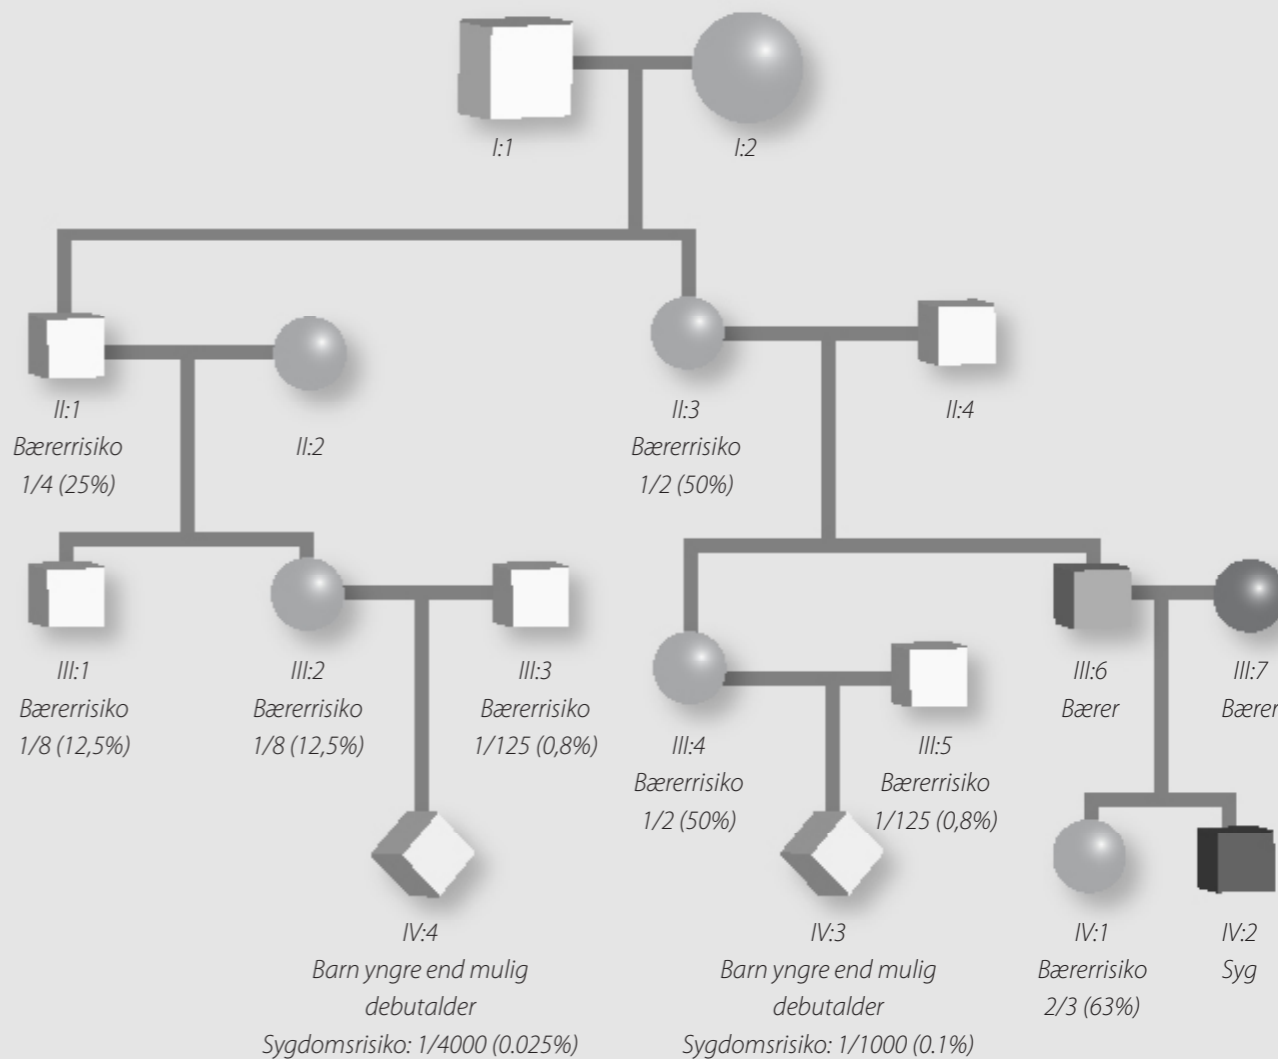 I:1
I:2
II:1
Bærerrisiko
1/4 (25%)
II:2
II:3
Bærerrisiko
1/2 (50%)
II:4
III:1
Bærerrisiko
1/8 (12,5%)
III:2
Bærerrisiko
1/8 (12,5%)
III:3
Bærerrisiko
1/125 (0,8%)
III:4
Bærerrisiko
1/2 (50%)
III:5
Bærerrisiko
1/125 (0,8%)
III:6
Bærer
III:7
Bærer
IV:4
Barn yngre end mulig
debutalder
Sygdomsrisiko: 1/4000 (0.025%)
IV:3
Barn yngre end mulig
debutalder
Sygdomsrisiko: 1/1000 (0.1%)
IV:1
Bærerrisiko
2/3 (63%)
IV:2
Syg